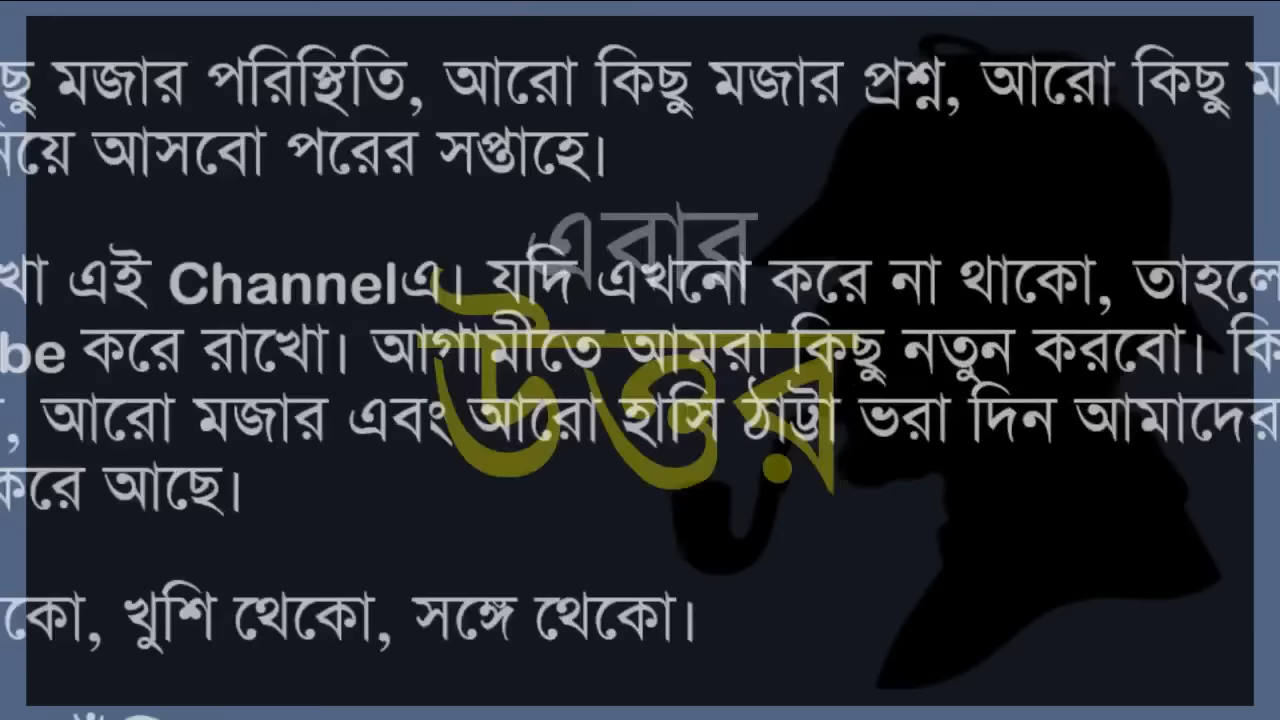 মজার পরিস্থিতি, আরো কিছু মজার প্রশ্ন, আরো কিছু
আসবো পরের সপ্তাহে।
এবার
এই Channelএ। যদি এখনো করে না থাকো, তাহলে
করে রাখো। আগামীতে আমরা কিছু নতুন করবো।
উত্তর
, আরো মজার এবং আরো হাসি ঠাট্টা ভরা দিন আমাদের
করে আছে।
খুশি থেকো, সঙ্গে থেকো।